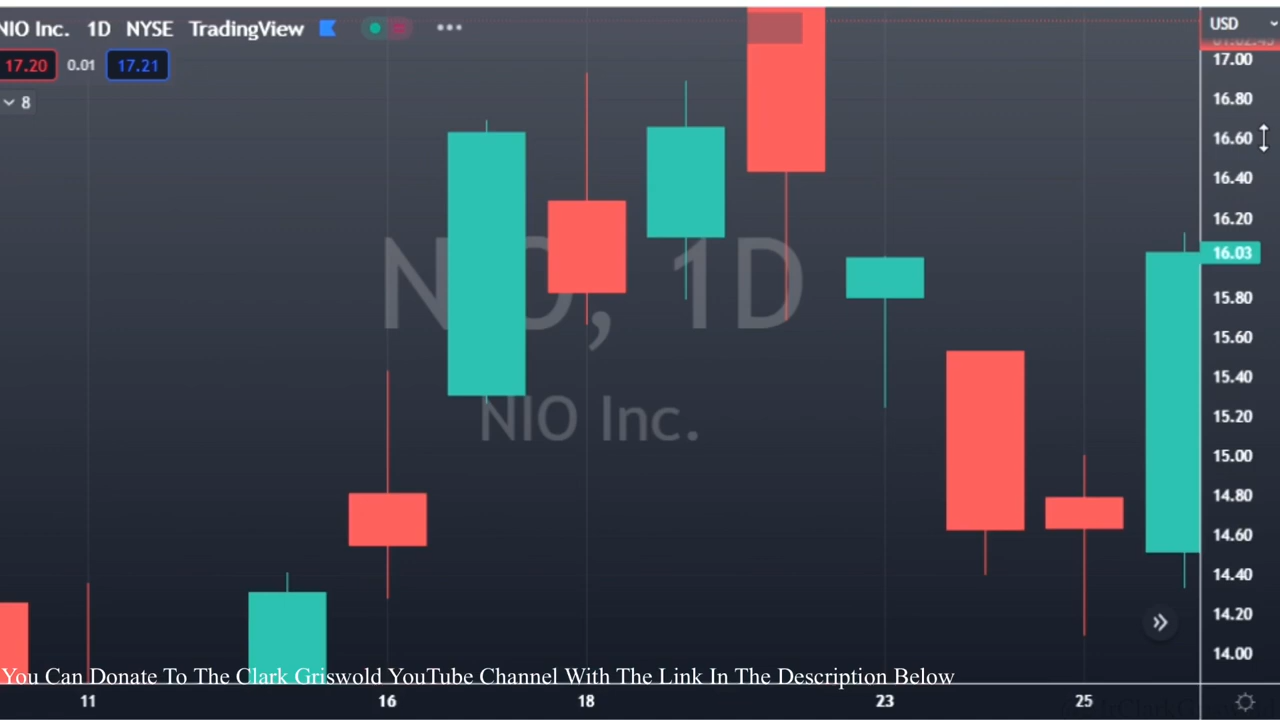 NIO Inc. 1D NYSE TradingView USD
17.20 0.01 17.21
8
NIO, 1D
NIO Inc.
17.00
16.80
16.60
16.40
16.20
16.03
15.80
15.60
15.40
15.20
15.00
14.80
14.60
14.40
14.20
14.00
You Can Donate To The Clark Griswold YouTube Channel With The Link In The Description Below
11 16 18 23 25